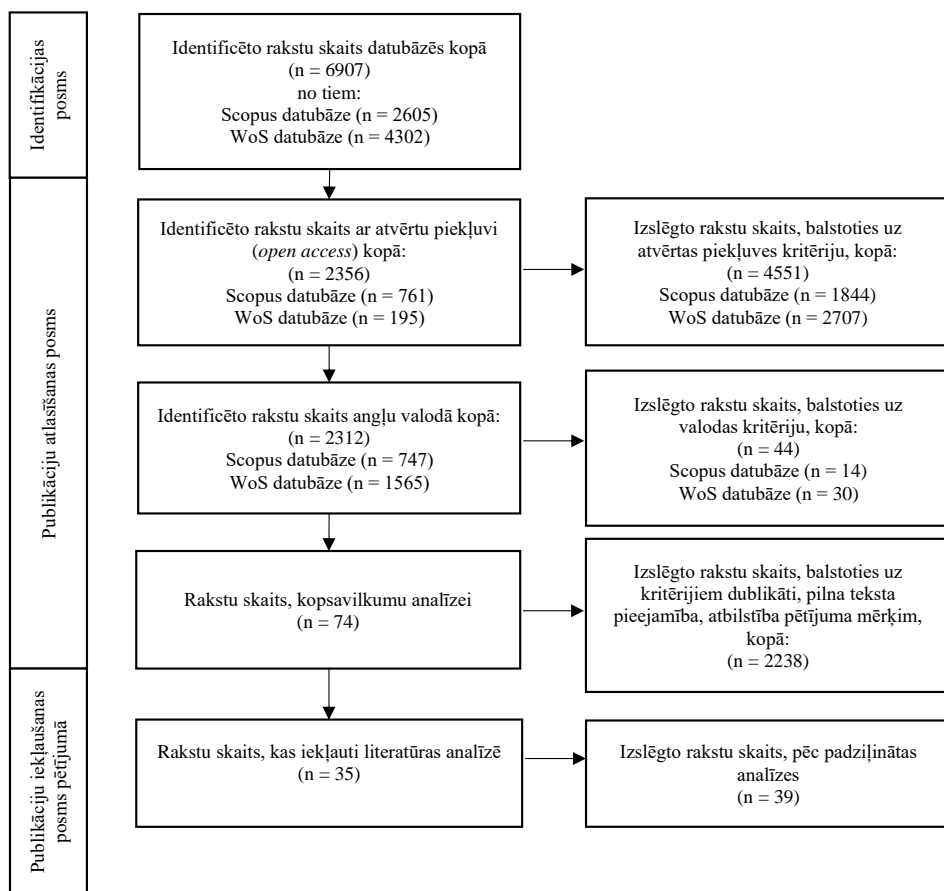 Identifikācijas
posms
Identificēto rakstu skaits datubāzēs kopā
(n = 6907)
no tiem:
Scopus datubāze (n = 2605)
WoS datubāze (n = 4302)
Publikāciju atlasīšanas posms
Identificēto rakstu skaits ar atvērtu piekļuvi
(open access) kopā:
(n = 2356)
Scopus datubāze (n = 761)
WoS datubāze (n = 195)
Izslēgto rakstu skaits, balstoties uz
atvērtas piekļuves kritēriju, kopā:
(n = 4551)
Scopus datubāze (n = 1844)
WoS datubāze (n = 2707)
Identificēto rakstu skaits angļu valodā kopā:
(n = 2312)
Scopus datubāze (n = 747)
WoS datubāze (n = 1565)
Izslēgto rakstu skaits, balstoties uz
valodas kritēriju, kopā:
(n = 44)
Scopus datubāze (n = 14)
WoS datubāze (n = 30)
Rakstu skaits, kopsavilkumu analīzei
(n = 74)
Izslēgto rakstu skaits, balstoties uz
kritērijiem dublikāti, pilna teksta
pieejamība, atbilstība pētījuma mērķim,
kopā:
(n = 2238)
Publikāciju iekļaušanas
posms pētījumā
Rakstu skaits, kas iekļauti literatūras analīzē
(n = 35)
Izslēgto rakstu skaits, pēc padziļinātas
analīzes
(n = 39)